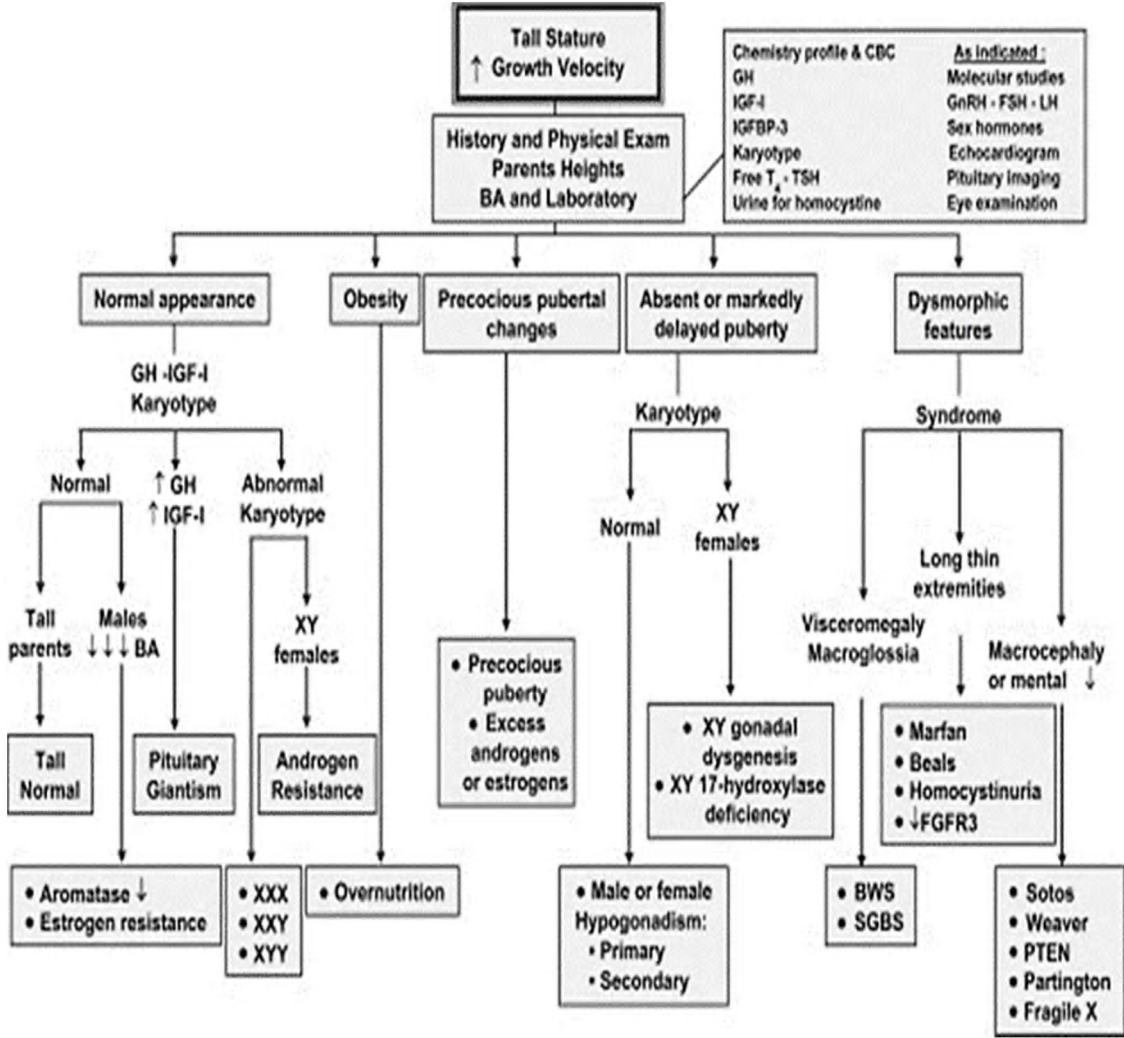 Tall Stature
↑ Growth Velocity
History and Physical Exam
Parents Heights
BA and Laboratory
Chemistry profile & CBC
GH
IGF-I
IGFBP-3
Karyotype
Free T4 - TSH
Urine for homocystine
As indicated :
Molecular studies
GnRH - FSH - LH
Sex hormones
Echocardiogram
Pituitary imaging
Eye examination
Normal appearance
Obesity
Precocious pubertal
changes
Absent or markedly
delayed puberty
Dysmorphic
features
GH -IGF-I
Karyotype
Karyotype
Syndrome
Normal
↑ GH
↑ IGF-I
Abnormal
Karyotype
Normal
XY
females
Long thin
extremities
Tall
parents
Males
↓ ↓ ↓ BA
XY
females
Visceromegaly
Macroglossia
Macrocephaly
or mental ↓
Tall
Normal
Pituitary
Giantism
Androgen
Resistance
● Precocious
puberty
● Excess
androgens
or estrogens
● XY gonadal
dysgenesis
● XY 17-hydroxylase
deficiency
● Marfan
● Beals
● Homocystinuria
● ↓FGFR3
● Aromatase ↓
● Estrogen resistance
● XXX
● XXY
● XYY
● Overnutrition
● Male or female
Hypogonadism:
• Primary
• Secondary
● BWS
● SGBS
● Sotos
● Weaver
● PTEN
● Partington
● Fragile X